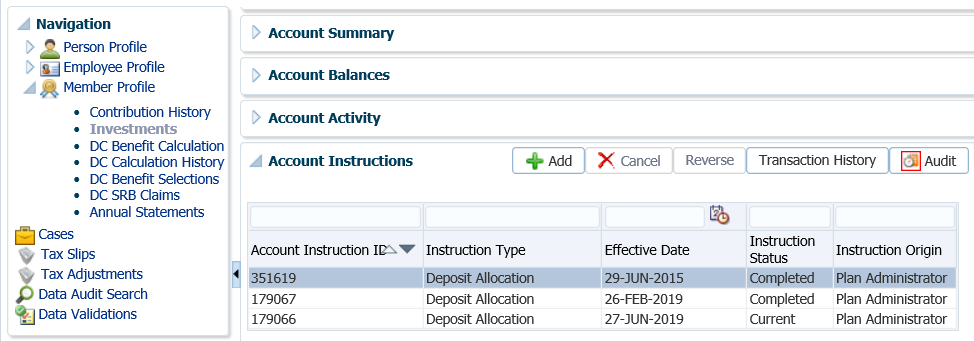 Navigation
Person Profile
Employee Profile
Member Profile
• Contribution History
• Investments
• DC Benefit Calculation
• DC Calculation History
• DC Benefit Selections
• DC SRB Claims
• Annual Statements
Cases
Tax Slips
Tax Adjustments
Data Audit Search
Data Validations
Account Summary
Account Balances
Account Activity
Account Instructions Add Cancel Reverse Transaction History Audit
Account Instruction ID Instruction Type Effective Date Instruction Status Instruction Origin
351619 Deposit Allocation 29-JUN-2015 Completed Plan Administrator
179067 Deposit Allocation 26-FEB-2019 Completed Plan Administrator
179066 Deposit Allocation 27-JUN-2019 Current Plan Administrator